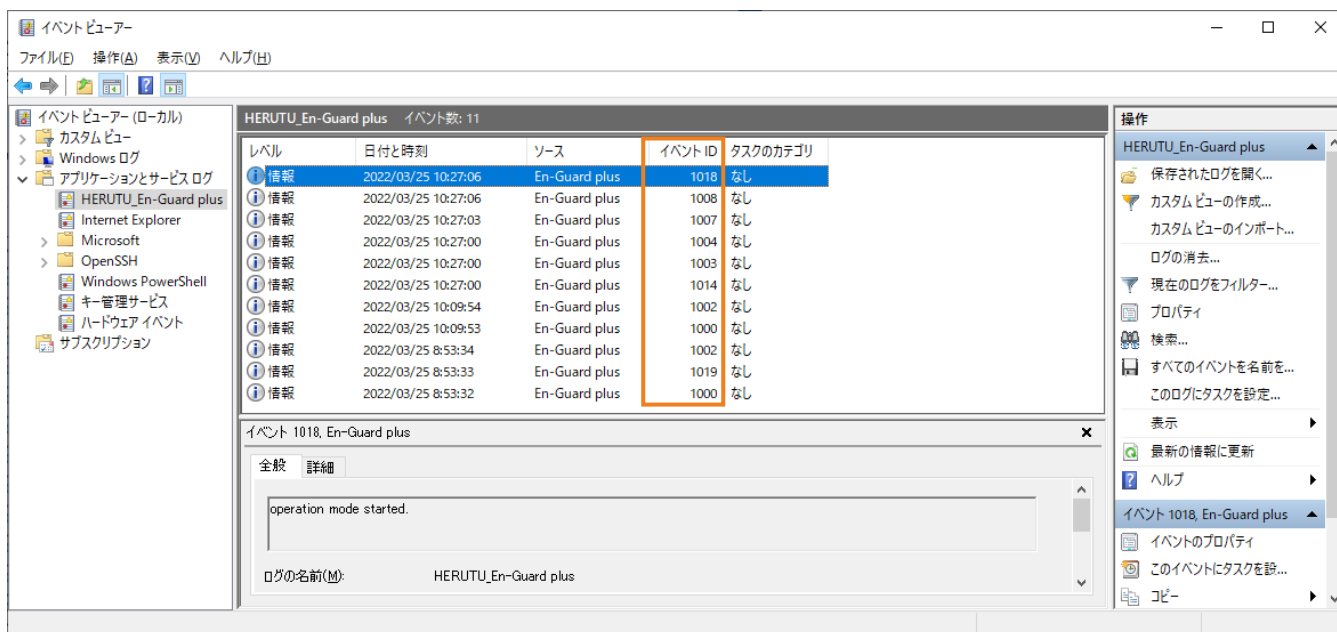 イベント ビューアー
ファイル(F) 操作(A) 表示(V) ヘルプ(H)
イベント ビューアー (ローカル)
カスタム ビュー
Windows ログ
アプリケーションとサービス ログ
HERUTU_En-Guard plus
Internet Explorer
Microsoft
OpenSSH
Windows PowerShell
キー管理サービス
ハードウェア イベント
サブスクリプション
HERUTU_En-Guard plus イベント数: 11
レベル 日付と時刻 ソース イベント ID タスクのカテゴリ
情報 2022/03/25 10:27:06 En-Guard plus 1018 なし
情報 2022/03/25 10:27:06 En-Guard plus 1008 なし
情報 2022/03/25 10:27:03 En-Guard plus 1007 なし
情報 2022/03/25 10:27:00 En-Guard plus 1004 なし
情報 2022/03/25 10:27:00 En-Guard plus 1003 なし
情報 2022/03/25 10:27:00 En-Guard plus 1014 なし
情報 2022/03/25 10:09:54 En-Guard plus 1002 なし
情報 2022/03/25 10:09:53 En-Guard plus 1000 なし
情報 2022/03/25 8:53:34 En-Guard plus 1002 なし
情報 2022/03/25 8:53:33 En-Guard plus 1019 なし
情報 2022/03/25 8:53:32 En-Guard plus 1000 なし
イベント 1018, En-Guard plus
全般 詳細
operation mode started.
ログの名前(M): HERUTU_En-Guard plus
操作
HERUTU_En-Guard plus
保存されたログを開く...
カスタム ビューの作成...
カスタム ビューのインポート...
ログの消去...
現在のログをフィルター...
プロパティ
検索...
すべてのイベントを名前を...
このログにタスクを設定...
表示
最新の情報に更新
ヘルプ
イベント 1018, En-Guard plus
イベントのプロパティ
このイベントにタスクを設...
コピー